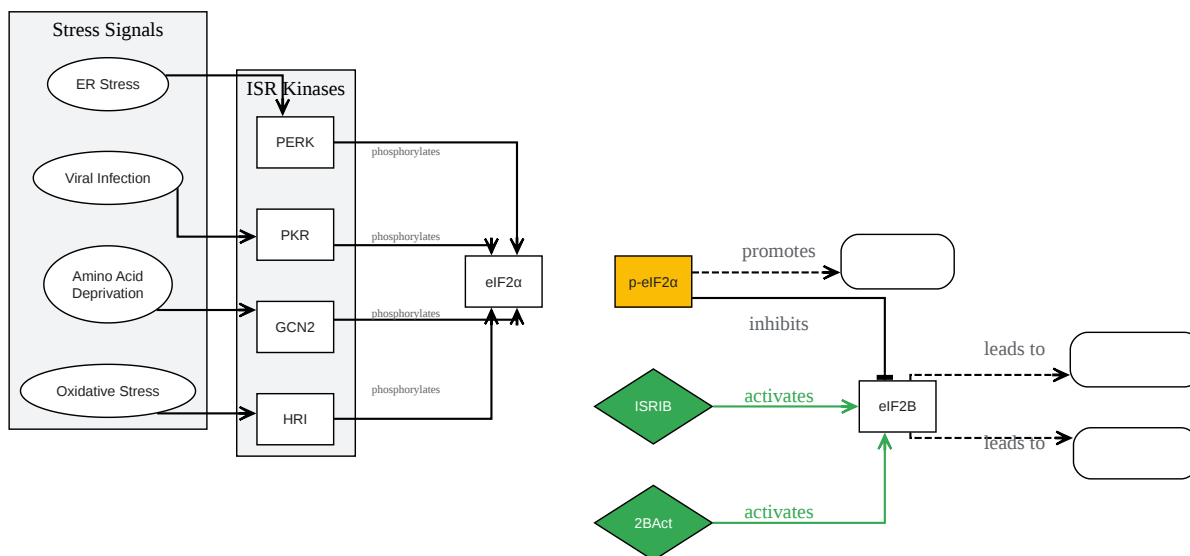 Stress Signals
ER Stress
Viral Infection
Amino Acid
Deprivation
Oxidative Stress
ISR Kinases
PERK
PKR
GCN2
HRI
phosphorylates
phosphorylates
phosphorylates
phosphorylates
eIF2α
p-eIF2α
promotes
inhibits
ISRIB
activates
eIF2B
leads to
leads to
2BAct
activates